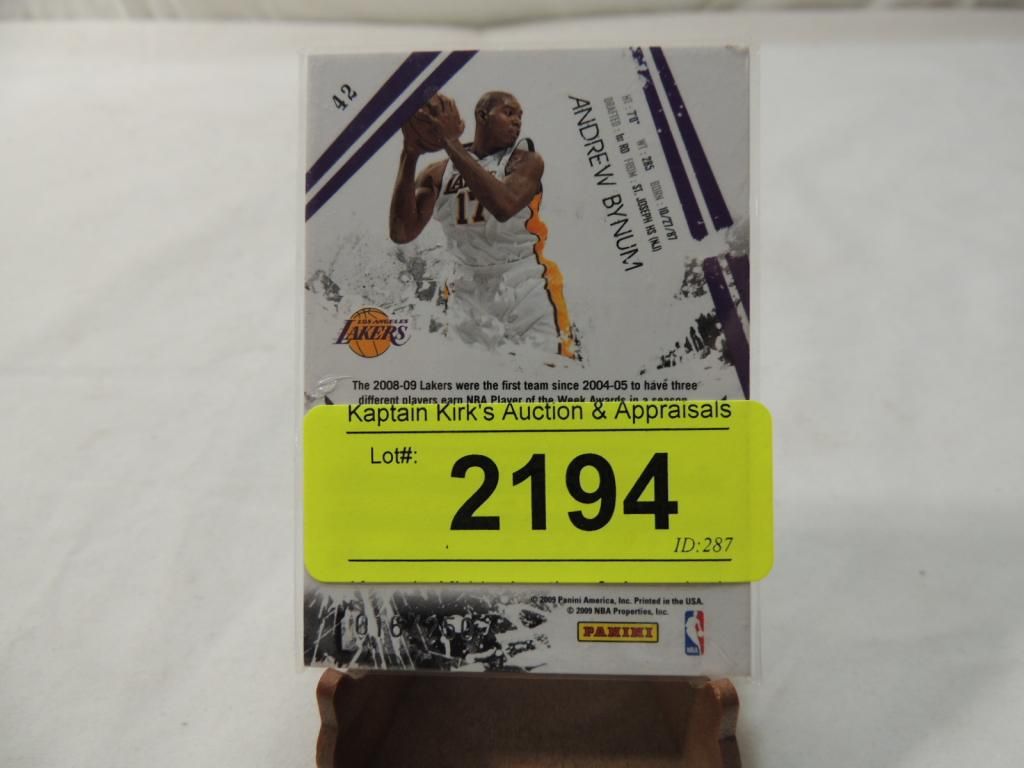 42
HT: 7'0" WT: 285 BORN: 10/27/87
DRAFTED: 1st RD FROM: ST. JOSEPH HS (NJ)
ANDREW BYNUM
LAKERS
17
LOS ANGELES
LAKERS
The 2008-09 Lakers were the first team since 2004-05 to have three
different players earn NBA Player of the Week Awards in a season.
Kaptain Kirk's Auction & Appraisals
Lot#:
2194
ID:287
© 2009 Panini America, Inc. Printed in the USA.
© 2009 NBA Properties, Inc.
PANINI
NBA